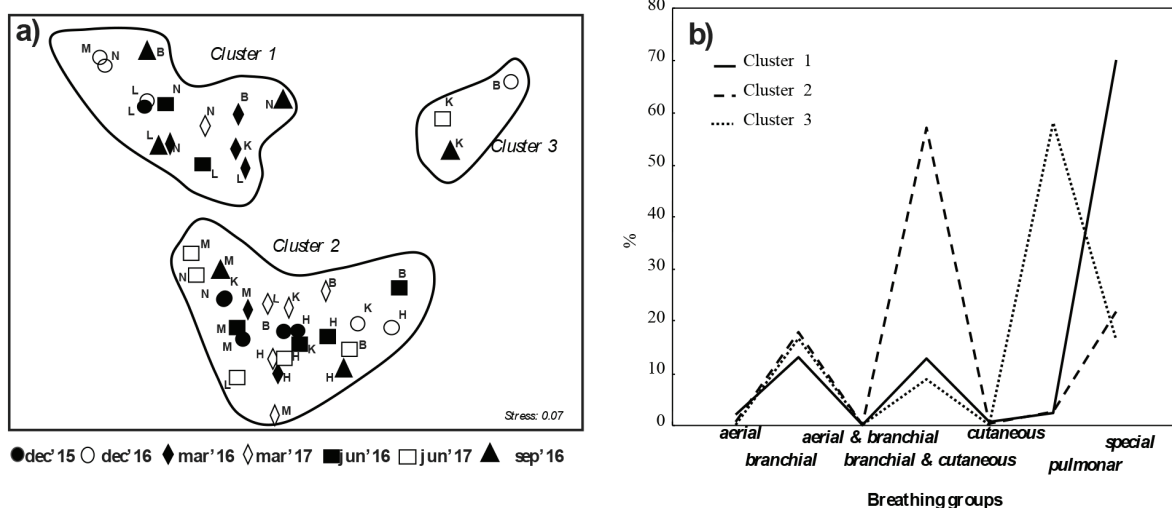 a)
Cluster 1
M
N
B
L
N
L
N
B
N
L
N
K
L
L
Cluster 3
B
K
K
Cluster 2
M
N
M
K
N
M
L
K
B
B
M
M
B
H
H
K
H
K
H
H
H
B
H
L
M
Stress: 0.07
dec'15 dec'16 mar'16 mar'17 jun'16 jun'17 sep'16
b)
80
70
60
50
40
30
20
10
0
%
Cluster 1
Cluster 2
Cluster 3
aerial
branchial
aerial & branchial
branchial & cutaneous
cutaneous
pulmonar
special
Breathing groups